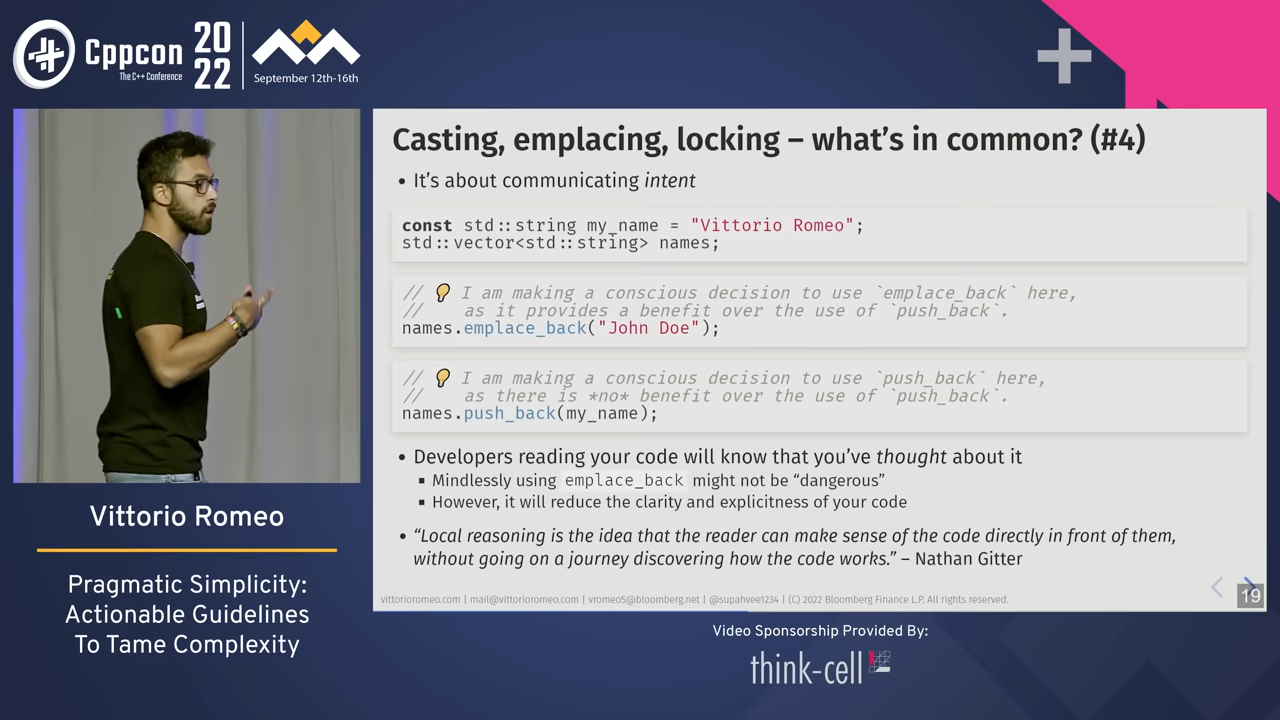 Cppcon
The C++ Conference
20
22
September 12th-16th
Casting, emplacing, locking – what's in common? (#4)
• It's about communicating intent
const std::string my_name = "Vittorio Romeo";
std::vector<std::string> names;
// 💡 I am making a conscious decision to use `emplace_back` here,
// as it provides a benefit over the use of `push_back`.
names.emplace_back("John Doe");
// 💡 I am making a conscious decision to use `push_back` here,
// as there is *no* benefit over the use of `push_back`.
names.push_back(my_name);
• Developers reading your code will know that you've thought about it
▪ Mindlessly using emplace_back might not be “dangerous”
▪ However, it will reduce the clarity and explicitness of your code
• “Local reasoning is the idea that the reader can make sense of the code directly in front of them,
without going on a journey discovering how the code works.” – Nathan Gitter
vittorioromeo.com | mail@vittorioromeo.com | vromeo5@bloomberg.net | @supahvee1234 | (C) 2022 Bloomberg Finance L.P. All rights reserved.
19
Vittorio Romeo
Pragmatic Simplicity:
Actionable Guidelines
To Tame Complexity
Video Sponsorship Provided By:
think-cell